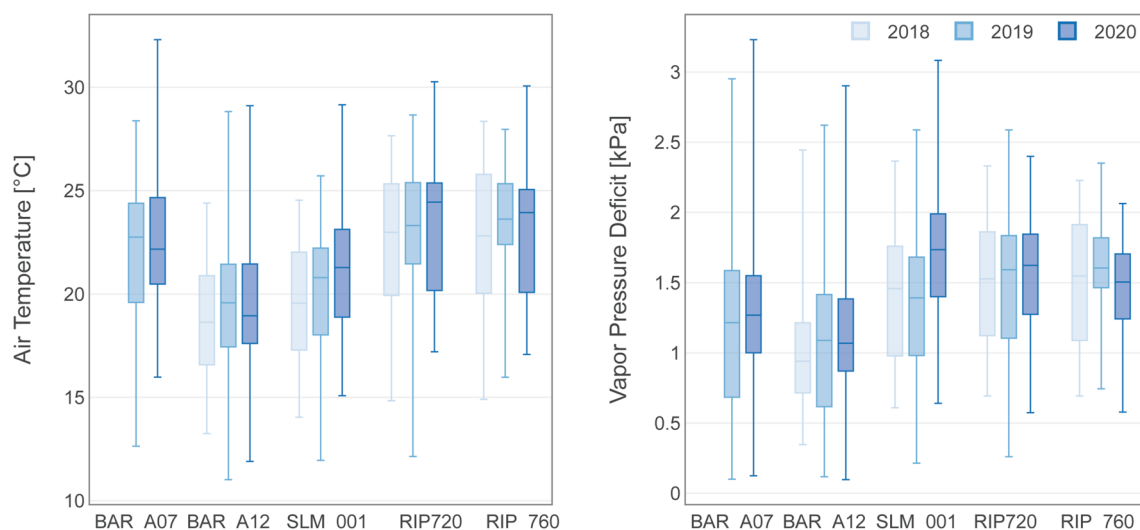 Air Temperature [°C]
30
25
20
15
10
BAR A07 BAR A12 SLM 001 RIP720 RIP 760
Vapor Pressure Deficit [kPa]
2018 2019 2020
3
2.5
2
1.5
1
0.5
0
BAR A07 BAR A12 SLM 001 RIP720 RIP 760